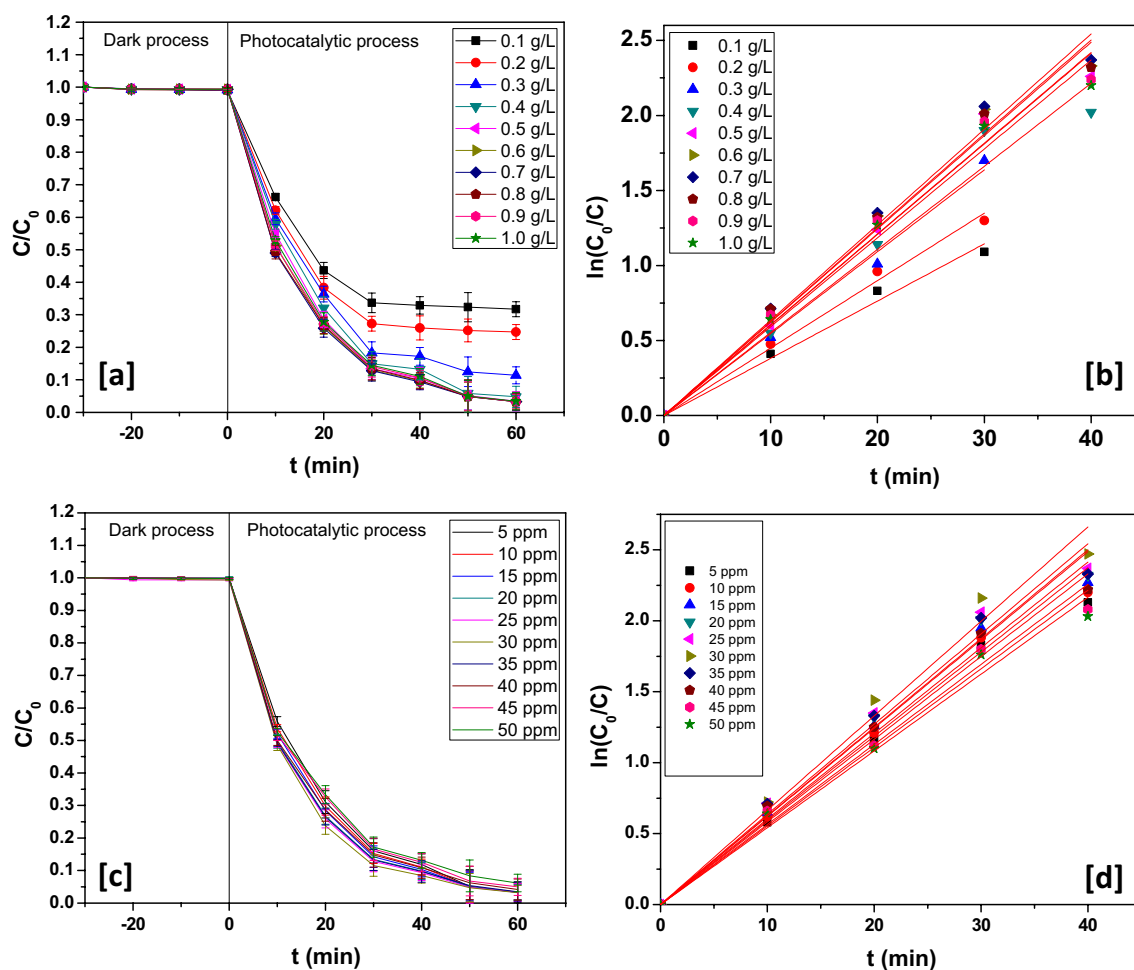 1.2
1.1
1.0
0.9
0.8
0.7
0.6
0.5
0.4
0.3
0.2
0.1
0.0
C/C0
Dark process
Photocatalytic process
0.1 g/L
0.2 g/L
0.3 g/L
0.4 g/L
0.5 g/L
0.6 g/L
0.7 g/L
0.8 g/L
0.9 g/L
1.0 g/L
[a]
-20 0 20 40 60
t (min)
2.5
2.0
1.5
1.0
0.5
0.0
ln(C0/C)
0.1 g/L
0.2 g/L
0.3 g/L
0.4 g/L
0.5 g/L
0.6 g/L
0.7 g/L
0.8 g/L
0.9 g/L
1.0 g/L
[b]
0 10 20 30 40
t (min)
1.2
1.1
1.0
0.9
0.8
0.7
0.6
0.5
0.4
0.3
0.2
0.1
0.0
C/C0
Dark process
Photocatalytic process
5 ppm
10 ppm
15 ppm
20 ppm
25 ppm
30 ppm
35 ppm
40 ppm
45 ppm
50 ppm
[c]
-20 0 20 40 60
t (min)
2.5
2.0
1.5
1.0
0.5
0.0
ln(C0/C)
5 ppm
10 ppm
15 ppm
20 ppm
25 ppm
30 ppm
35 ppm
40 ppm
45 ppm
50 ppm
[d]
0 10 20 30 40
t (min)